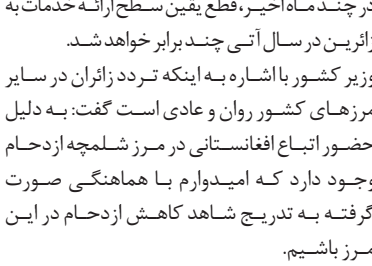 در چند ماه اخیر، قطع یقین سطح ارائه خدمات به
زائرین در سال آتی چند برابر خواهد شد.
وزیر کشور با اشاره به اینکه تردد زائران در سایر
مرزهای کشور روان و عادی است گفت: به دلیل
حضور اتباع افغانستانی در مرز شلمچه ازدحام
وجود دارد که امیدوارم با هماهنگی صورت
گرفته به تدریج شاهد کاهش ازدحام در این
مرز باشیم.